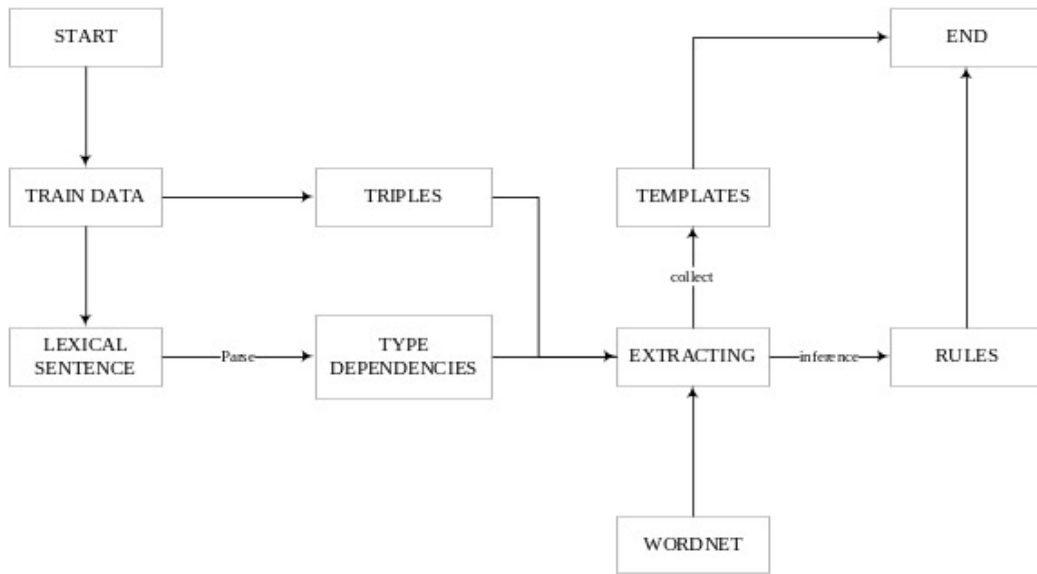 START
END
TRAIN DATA
TRIPLES
TEMPLATES
collect
LEXICAL
SENTENCE
Parse
TYPE
DEPENDENCIES
EXTRACTING
inference
RULES
WORDNET